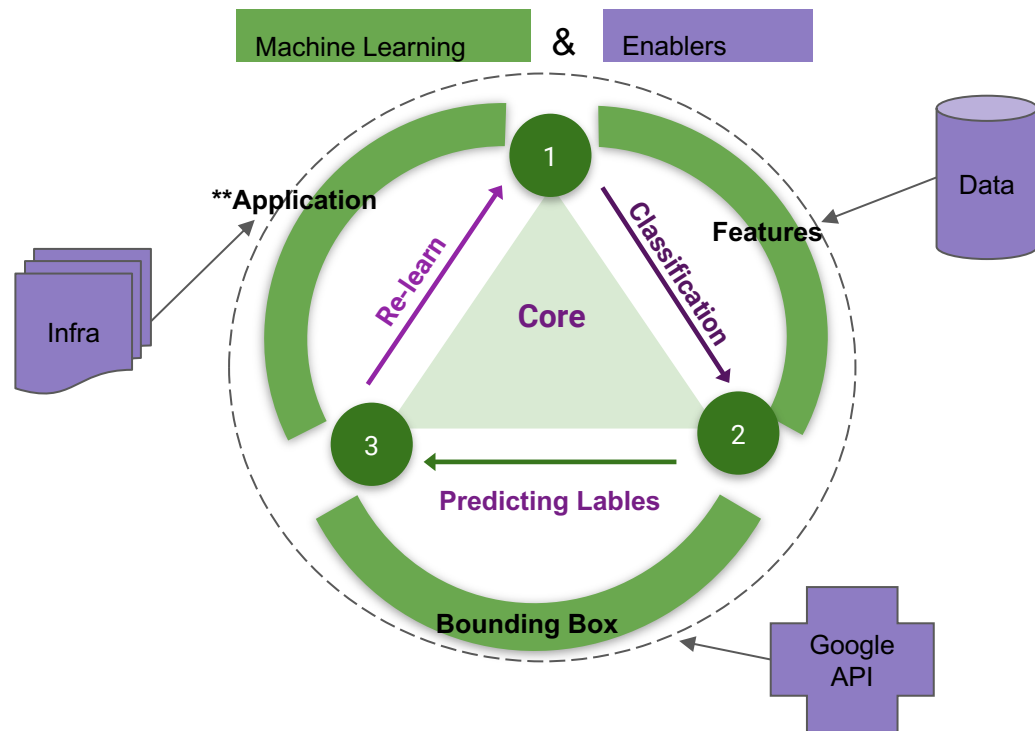 Machine Learning & Enablers
1
Data
**Application
Features
Classification
Re-learn
Core
Infra
2
3
Predicting Lables
Bounding Box
Google
API